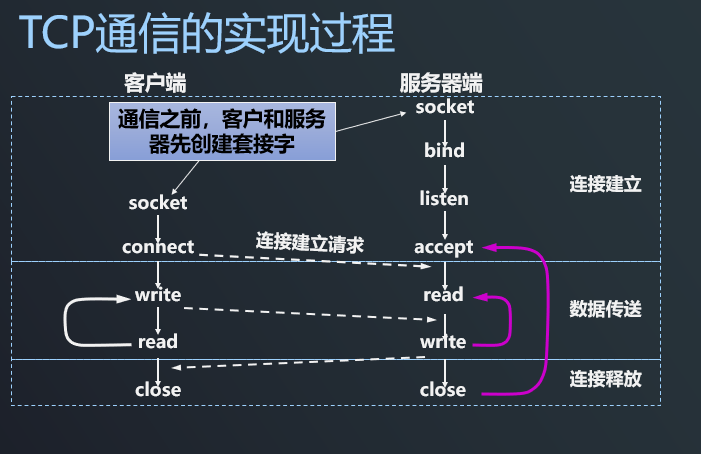 TCP通信的实现过程
客户端
服务器端
通信之前，客户和服务
器先创建套接字
socket
bind
listen
accept
连接建立
socket
connect
连接建立请求
write
read
read
write
数据传送
close
close
连接释放